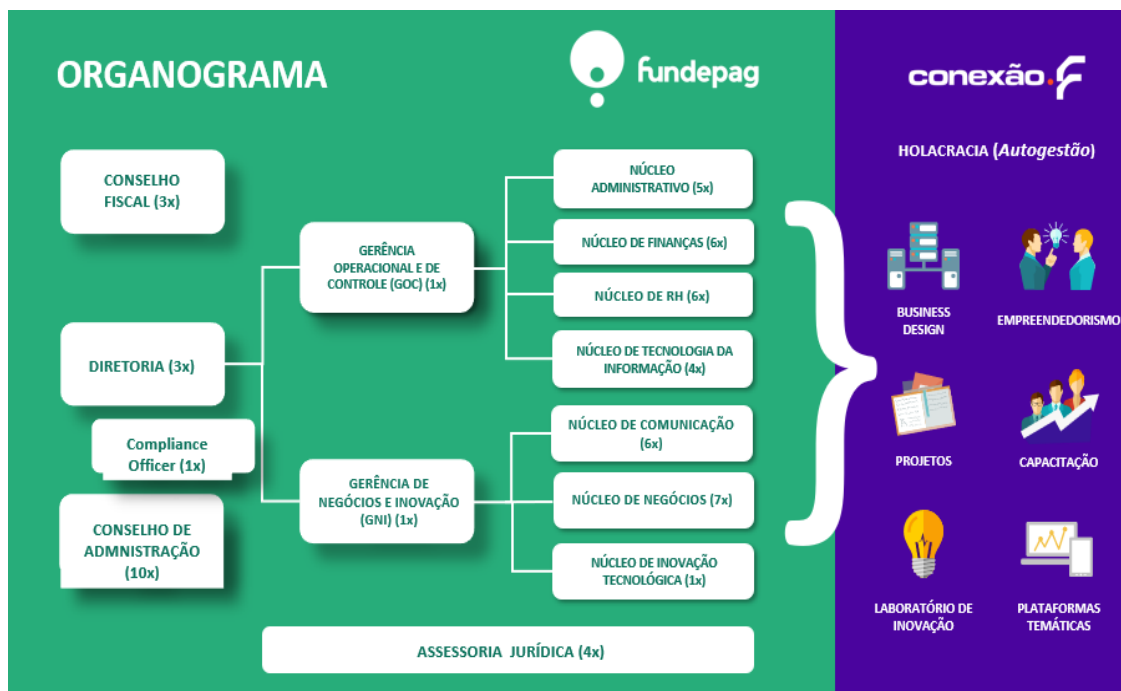 ORGANOGRAMA
fundepag
CONSELHO
FISCAL (3x)
DIRETORIA (3x)
Compliance
Officer (1x)
CONSELHO DE
ADMNISTRAÇÃO
(10x)
GERÊNCIA
OPERACIONAL E DE
CONTROLE (GOC) (1x)
GERÊNCIA DE
NEGÓCIOS E INOVAÇÃO
(GNI) (1x)
NÚCLEO
ADMINISTRATIVO (5x)
NÚCLEO DE FINANÇAS (6x)
NÚCLEO DE RH (6x)
NÚCLEO DE TECNOLOGIA DA
INFORMAÇÃO (4x)
NÚCLEO DE COMUNICAÇÃO
(6x)
NÚCLEO DE NEGÓCIOS (7x)
NÚCLEO DE INOVAÇÃO
TECNOLÓGICA (1x)
ASSESSORIA JURÍDICA (4x)
conexão.F
HOLACRACIA (Autogestão)
BUSINESS
DESIGN
EMPREENDEDORISMO
PROJETOS
CAPACITAÇÃO
LABORATÓRIO DE
INOVAÇÃO
PLATAFORMAS
TEMÁTICAS